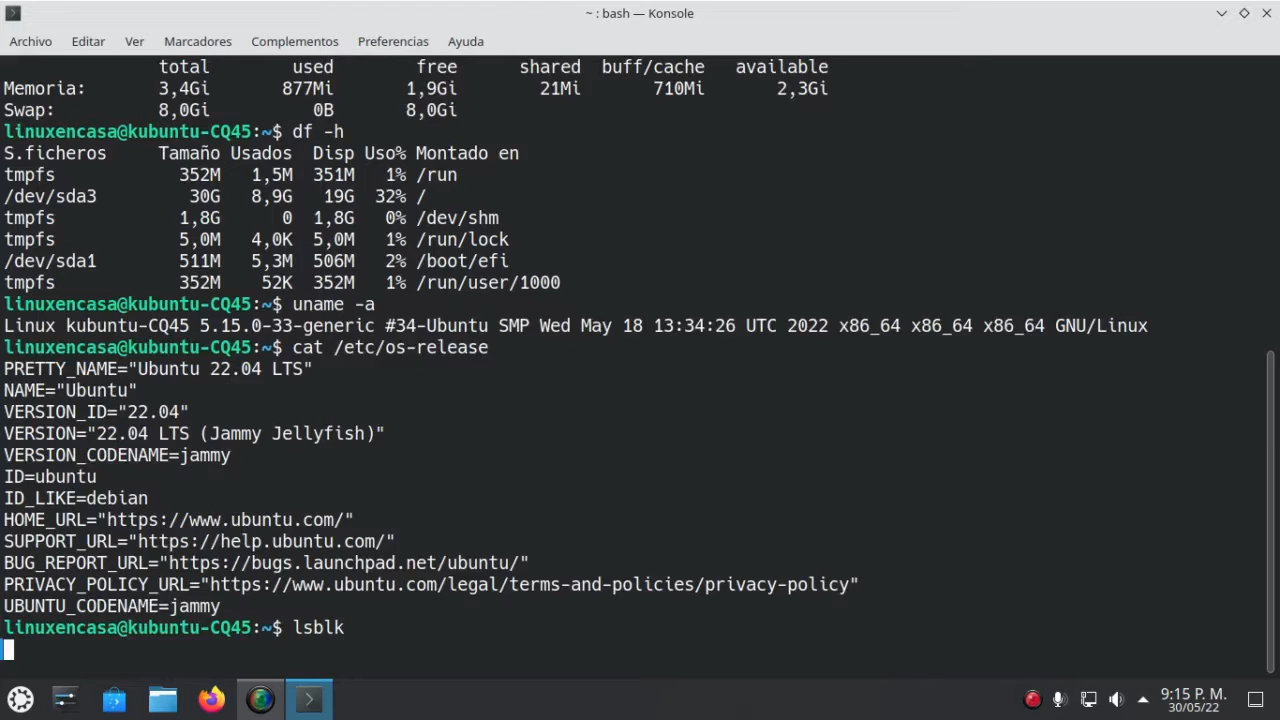 ~ : bash — Konsole
Archivo Editar Ver Marcadores Complementos Preferencias Ayuda
total used free shared buff/cache available
Memoria: 3,4Gi 877Mi 1,9Gi 21Mi 710Mi 2,3Gi
Swap: 8,0Gi 0B 8,0Gi
linuxencasa@kubuntu-CQ45:~$ df -h
S.ficheros Tamaño Usados Disp Uso% Montado en
tmpfs 352M 1,5M 351M 1% /run
/dev/sda3 30G 8,9G 19G 32% /
tmpfs 1,8G 0 1,8G 0% /dev/shm
tmpfs 5,0M 4,0K 5,0M 1% /run/lock
/dev/sda1 511M 5,3M 506M 2% /boot/efi
tmpfs 352M 52K 352M 1% /run/user/1000
linuxencasa@kubuntu-CQ45:~$ uname -a
Linux kubuntu-CQ45 5.15.0-33-generic #34-Ubuntu SMP Wed May 18 13:34:26 UTC 2022 x86_64 x86_64 x86_64 GNU/Linux
linuxencasa@kubuntu-CQ45:~$ cat /etc/os-release
PRETTY_NAME="Ubuntu 22.04 LTS"
NAME="Ubuntu"
VERSION_ID="22.04"
VERSION="22.04 LTS (Jammy Jellyfish)"
VERSION_CODENAME=jammy
ID=ubuntu
ID_LIKE=debian
HOME_URL="https://www.ubuntu.com/"
SUPPORT_URL="https://help.ubuntu.com/"
BUG_REPORT_URL="https://bugs.launchpad.net/ubuntu/"
PRIVACY_POLICY_URL="https://www.ubuntu.com/legal/terms-and-policies/privacy-policy"
UBUNTU_CODENAME=jammy
linuxencasa@kubuntu-CQ45:~$ lsblk
9:15 P. M.
30/05/22